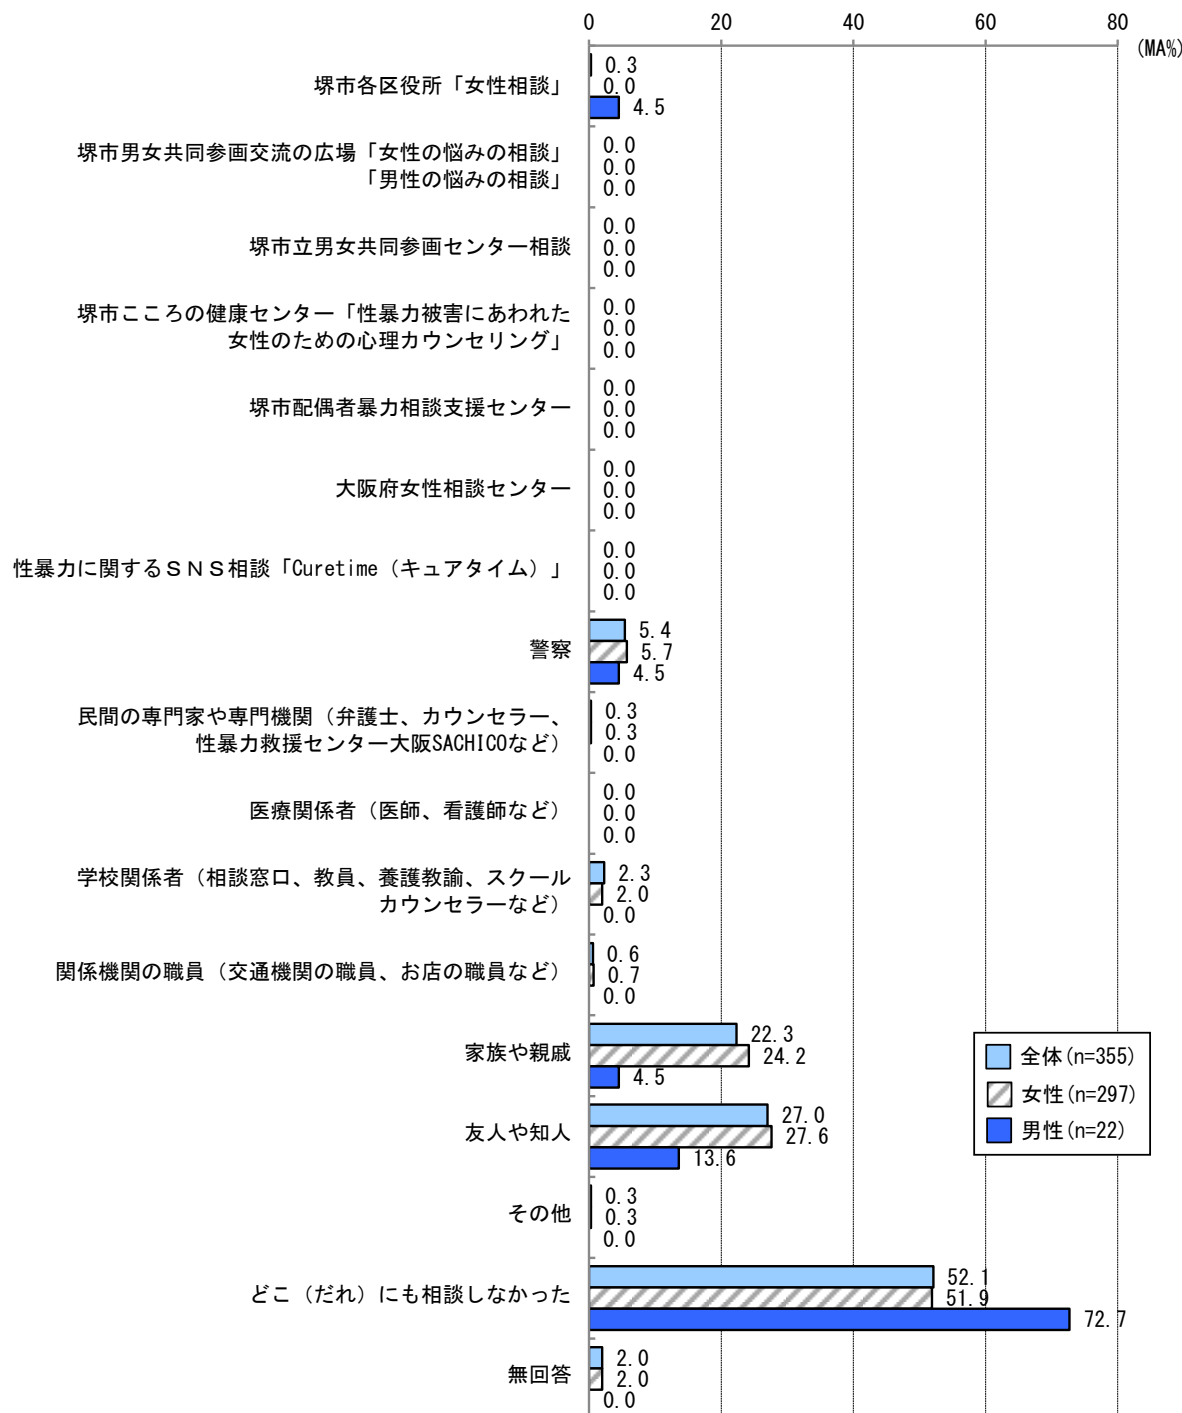 0 20 40 60 80
(MA%)
堺市各区役所「女性相談」
0.3
0.0
4.5
堺市男女共同参画交流の広場「女性の悩みの相談」
「男性の悩みの相談」
0.0
0.0
0.0
堺市立男女共同参画センター相談
0.0
0.0
0.0
堺市こころの健康センター「性暴力被害にあわれた
女性のための心理カウンセリング」
0.0
0.0
0.0
堺市配偶者暴力相談支援センター
0.0
0.0
0.0
大阪府女性相談センター
0.0
0.0
0.0
性暴力に関するＳＮＳ相談「Curetime（キュアタイム）」
0.0
0.0
0.0
警察
5.4
5.7
4.5
民間の専門家や専門機関（弁護士、カウンセラー、
性暴力救援センター大阪SACHICOなど）
0.3
0.3
0.0
医療関係者（医師、看護師など）
0.0
0.0
0.0
学校関係者（相談窓口、教員、養護教諭、スクール
カウンセラーなど）
2.3
2.0
0.0
関係機関の職員（交通機関の職員、お店の職員など）
0.6
0.7
0.0
家族や親戚
22.3
24.2
4.5
友人や知人
27.0
27.6
13.6
その他
0.3
0.3
0.0
どこ（だれ）にも相談しなかった
52.1
51.9
72.7
無回答
2.0
2.0
0.0
全体(n=355)
女性(n=297)
男性(n=22)